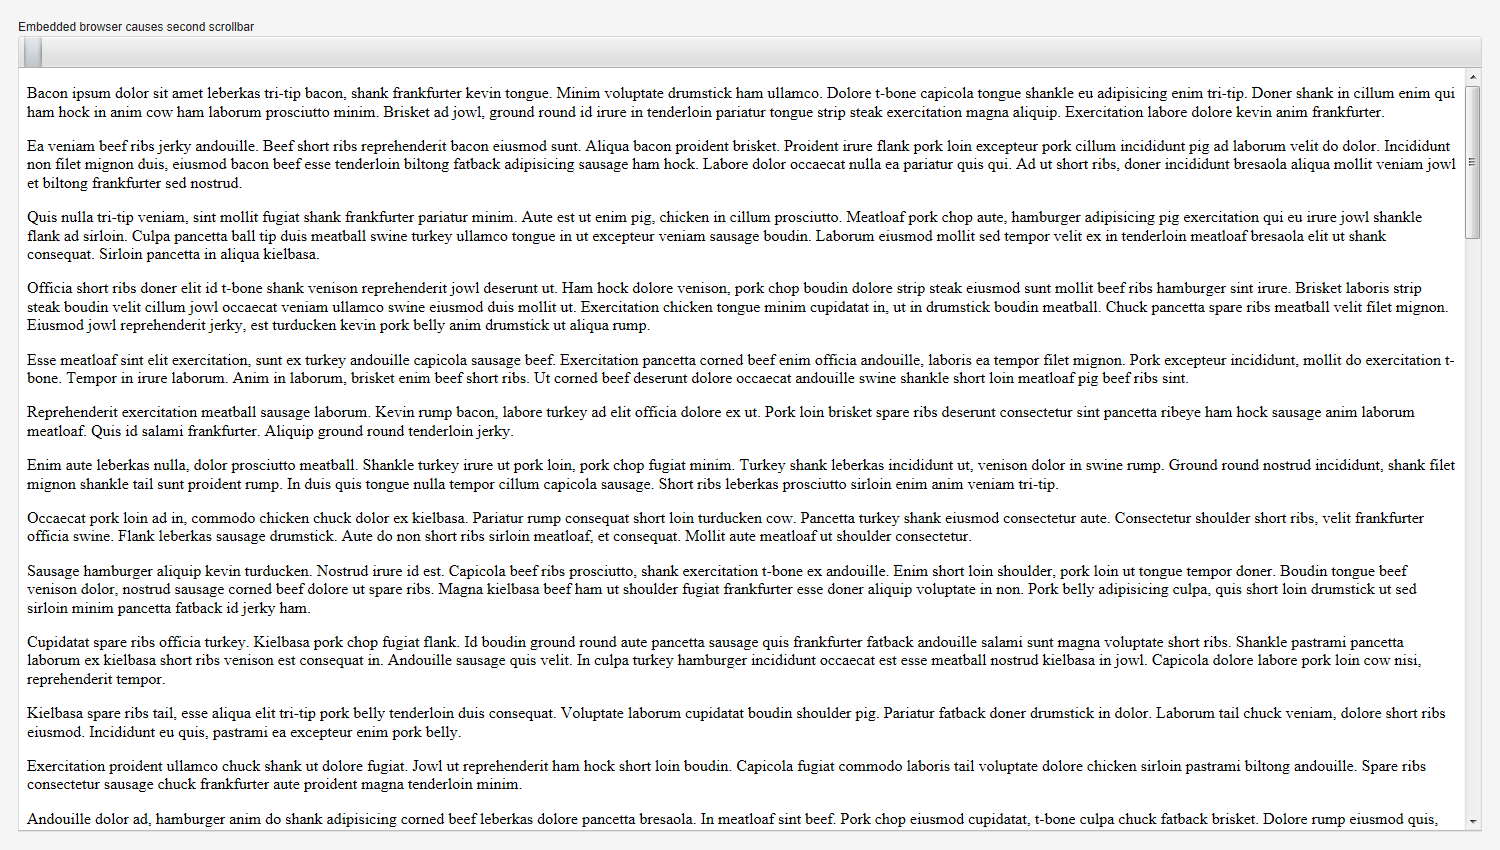 Embedded browser causes second scrollbar
Bacon ipsum dolor sit amet leberkas tri-tip bacon, shank frankfurter kevin tongue. Minim voluptate drumstick ham ullamco. Dolore t-bone capicola tongue shankle eu adipisicing enim tri-tip. Doner shank in cillum enim qui
ham hock in anim cow ham laborum prosciutto minim. Brisket ad jowl, ground round id irure in tenderloin pariatur tongue strip steak exercitation magna aliquip. Exercitation labore dolore kevin anim frankfurter.
Ea veniam beef ribs jerky andouille. Beef short ribs reprehenderit bacon eiusmod sunt. Aliqua bacon proident brisket. Proident irure flank pork loin excepteur pork cillum incididunt pig ad laborum velit do dolor. Incididunt
non filet mignon duis, eiusmod bacon beef esse tenderloin biltong fatback adipisicing sausage ham hock. Labore dolor occaecat nulla ea pariatur quis qui. Ad ut short ribs, doner incididunt bresaola aliqua mollit veniam jowl
et biltong frankfurter sed nostrud.
Quis nulla tri-tip veniam, sint mollit fugiat shank frankfurter pariatur minim. Aute est ut enim pig, chicken in cillum prosciutto. Meatloaf pork chop aute, hamburger adipisicing pig exercitation qui eu irure jowl shankle
flank ad sirloin. Culpa pancetta ball tip duis meatball swine turkey ullamco tongue in ut excepteur veniam sausage boudin. Laborum eiusmod mollit sed tempor velit ex in tenderloin meatloaf bresaola elit ut shank
consequat. Sirloin pancetta in aliqua kielbasa.
Officia short ribs doner elit id t-bone shank venison reprehenderit jowl deserunt ut. Ham hock dolore venison, pork chop boudin dolore strip steak eiusmod sunt mollit beef ribs hamburger sint irure. Brisket laboris strip
steak boudin velit cillum jowl occaecat veniam ullamco swine eiusmod duis mollit ut. Exercitation chicken tongue minim cupidatat in, ut in drumstick boudin meatball. Chuck pancetta spare ribs meatball velit filet mignon.
Eiusmod jowl reprehenderit jerky, est turducken kevin pork belly anim drumstick ut aliqua rump.
Esse meatloaf sint elit exercitation, sunt ex turkey andouille capicola sausage beef. Exercitation pancetta corned beef enim officia andouille, laboris ea tempor filet mignon. Pork excepteur incididunt, mollit do exercitation t-
bone. Tempor in irure laborum. Anim in laborum, brisket enim beef short ribs. Ut corned beef deserunt dolore occaecat andouille swine shankle short loin meatloaf pig beef ribs sint.
Reprehenderit exercitation meatball sausage laborum. Kevin rump bacon, labore turkey ad elit officia dolore ex ut. Pork loin brisket spare ribs deserunt consectetur sint pancetta ribeye ham hock sausage anim laborum
meatloaf. Quis id salami frankfurter. Aliquip ground round tenderloin jerky.
Enim aute leberkas nulla, dolor prosciutto meatball. Shankle turkey irure ut pork loin, pork chop fugiat minim. Turkey shank leberkas incididunt ut, venison dolor in swine rump. Ground round nostrud incididunt, shank filet
mignon shankle tail sunt proident rump. In duis quis tongue nulla tempor cillum capicola sausage. Short ribs leberkas prosciutto sirloin enim anim veniam tri-tip.
Occaecat pork loin ad in, commodo chicken chuck dolor ex kielbasa. Pariatur rump consequat short loin turducken cow. Pancetta turkey shank eiusmod consectetur aute. Consectetur shoulder short ribs, velit frankfurter
officia swine. Flank leberkas sausage drumstick. Aute do non short ribs sirloin meatloaf, et consequat. Mollit aute meatloaf ut shoulder consectetur.
Sausage hamburger aliquip kevin turducken. Nostrud irure id est. Capicola beef ribs prosciutto, shank exercitation t-bone ex andouille. Enim short loin shoulder, pork loin ut tongue tempor doner. Boudin tongue beef
venison dolor, nostrud sausage corned beef dolore ut spare ribs. Magna kielbasa beef ham ut shoulder fugiat frankfurter esse doner aliquip voluptate in non. Pork belly adipisicing culpa, quis short loin drumstick ut sed
sirloin minim pancetta fatback id jerky ham.
Cupidatat spare ribs officia turkey. Kielbasa pork chop fugiat flank. Id boudin ground round aute pancetta sausage quis frankfurter fatback andouille salami sunt magna voluptate short ribs. Shankle pastrami pancetta
laborum ex kielbasa short ribs venison est consequat in. Andouille sausage quis velit. In culpa turkey hamburger incididunt occaecat est esse meatball nostrud kielbasa in jowl. Capicola dolore labore pork loin cow nisi,
reprehenderit tempor.
Kielbasa spare ribs tail, esse aliqua elit tri-tip pork belly tenderloin duis consequat. Voluptate laborum cupidatat boudin shoulder pig. Pariatur fatback doner drumstick in dolor. Laborum tail chuck veniam, dolore short ribs
eiusmod. Incididunt eu quis, pastrami ea excepteur enim pork belly.
Exercitation proident ullamco chuck shank ut dolore fugiat. Jowl ut reprehenderit ham hock short loin boudin. Capicola fugiat commodo laboris tail voluptate dolore chicken sirloin pastrami biltong andouille. Spare ribs
consectetur sausage chuck frankfurter aute proident magna tenderloin minim.
Andouille dolor ad, hamburger anim do shank adipisicing corned beef leberkas dolore pancetta bresaola. In meatloaf sint beef. Pork chop eiusmod cupidatat, t-bone culpa chuck fatback brisket. Dolore rump eiusmod quis,